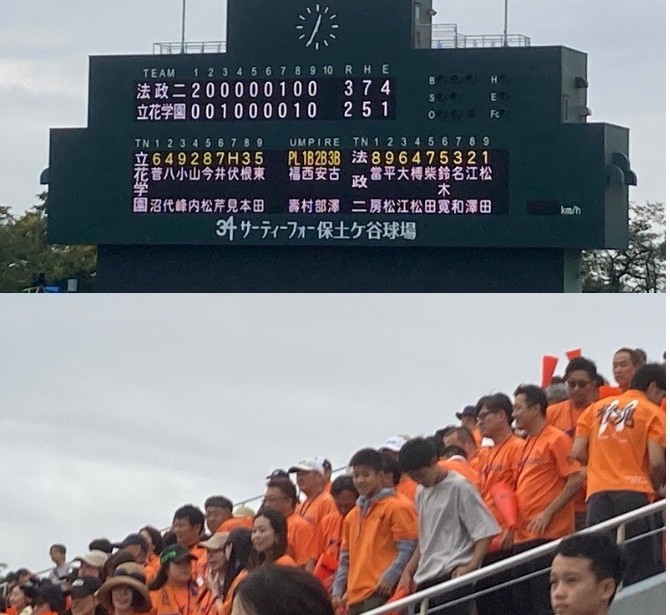 TEAM 1 2 3 4 5 6 7 8 9 10 R H E
法政二 2 0 0 0 0 0 1 0 0 3 7 4
立花学園 0 0 1 0 0 0 0 1 0 2 5 1
B H
S E
O Fc
TN 1 2 3 4 5 6 7 8 9 UMPIRE TN 1 2 3 4 5 6 7 8 9
立花学園 6 4 9 2 8 7 H 3 5 PL 1B 2B 3B 法政二 8 9 6 4 7 5 3 2 1
菅沼 八代 小峰 山内 今松 井芹 伏見 根本 東田 福壽 西村 安部 古澤 當房 平松 大江 榑松 柴田 鈴木寛 名和 江澤 松田
km/h
34 サーティーフォー保土ケ谷球場